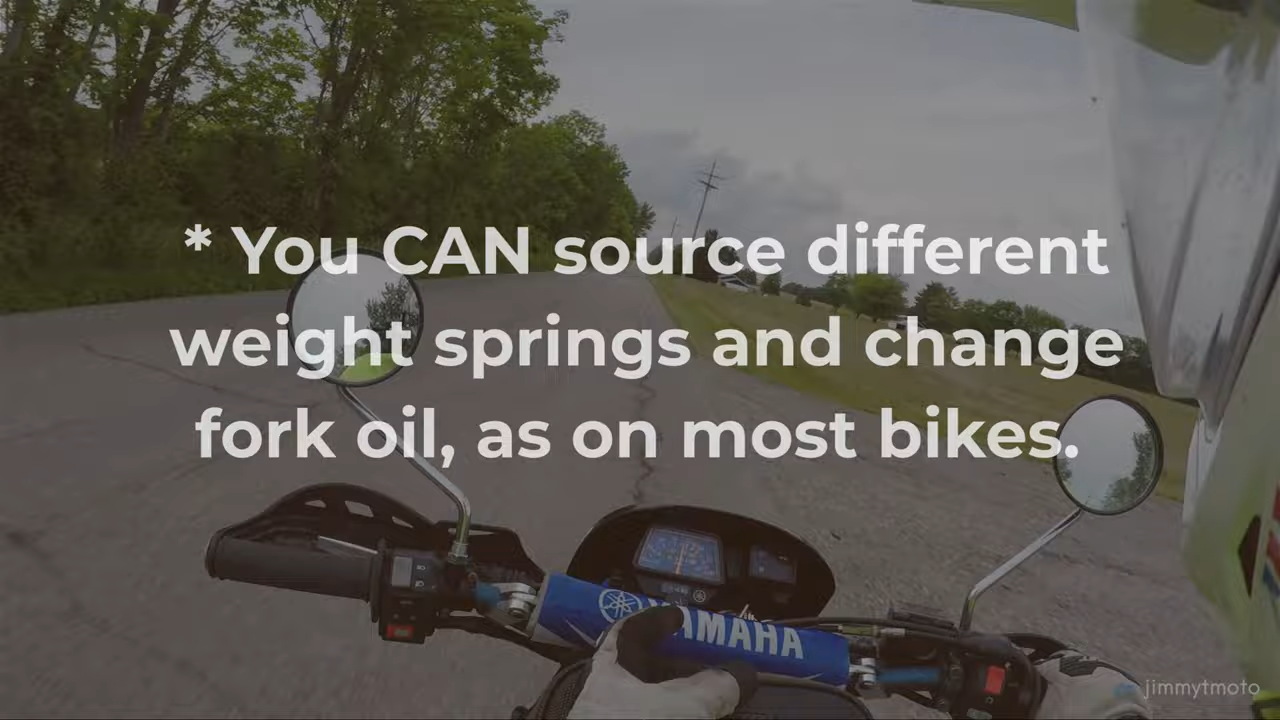 * You CAN source different
weight springs and change
fork oil, as on most bikes.
YAMAHA
jimmytmoto